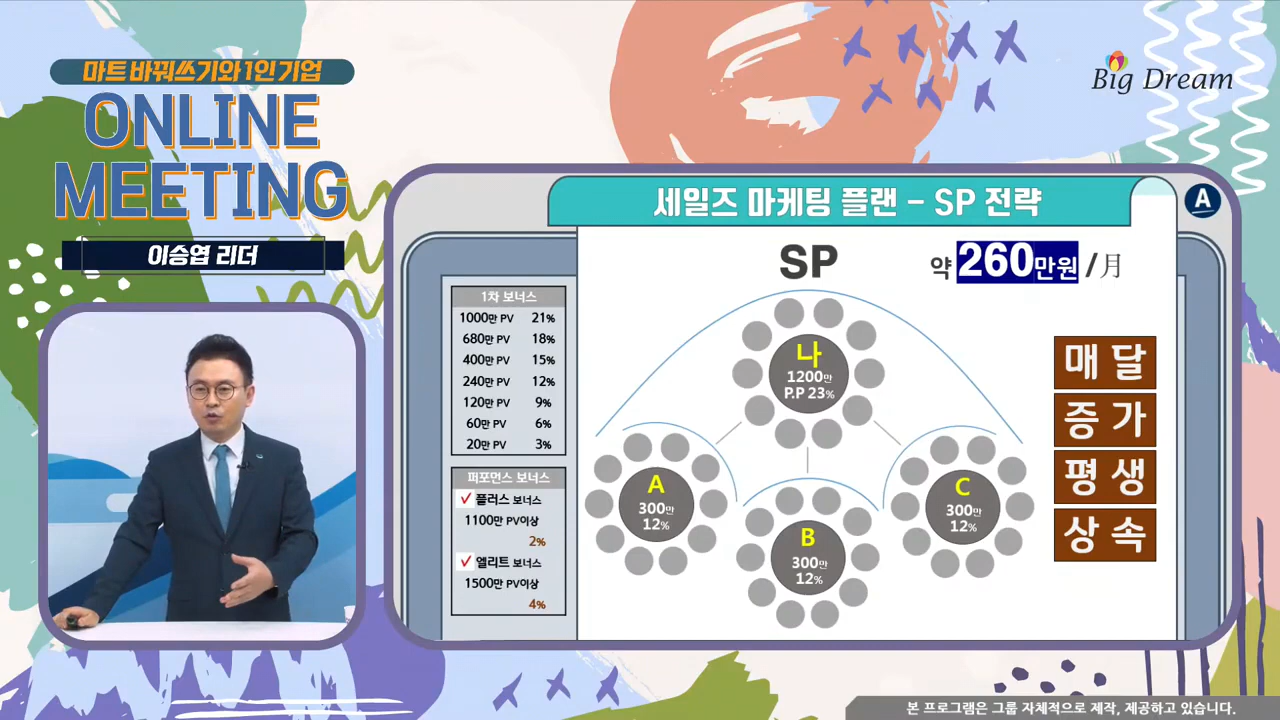 마트 바꿔쓰기와 1인 기업
ONLINE
MEETING
이승엽 리더
Big Dream
세일즈 마케팅 플랜 - SP 전략
A
SP
약 260만원 /月
1차 보너스
1000만 PV 21%
680만 PV 18%
400만 PV 15%
240만 PV 12%
120만 PV 9%
60만 PV 6%
20만 PV 3%
퍼포먼스 보너스
✓플러스 보너스
1100만 PV이상
2%
✓엘리트 보너스
1500만 PV이상
4%
나
1200만
P.P 23%
A
300만
12%
B
300만
12%
C
300만
12%
매 달
증 가
평 생
상 속
본 프로그램은 그룹 자체적으로 제작, 제공하고 있습니다.